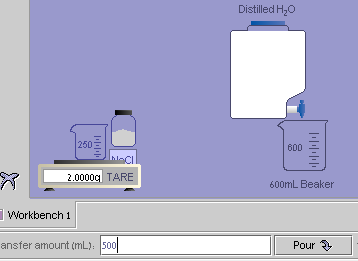 Distilled H₂O
250
NaCl
600
2.0000g TARE
600mL Beaker
Workbench 1
ansfer amount (mL): 500 Pour